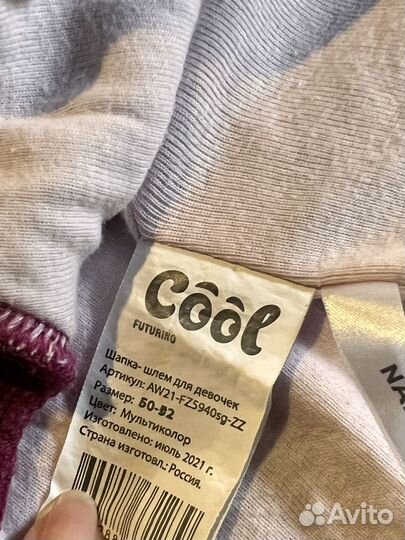 Cool
FUTURINO
Шапка- шлем для девочек
Артикул: AW21-FZ5940sg-ZZ
Размер: 50-52
Цвет: Мультиколор
Изготовлено: июль 2021 г.
Страна изготовл.: Россия.
NA
Avito